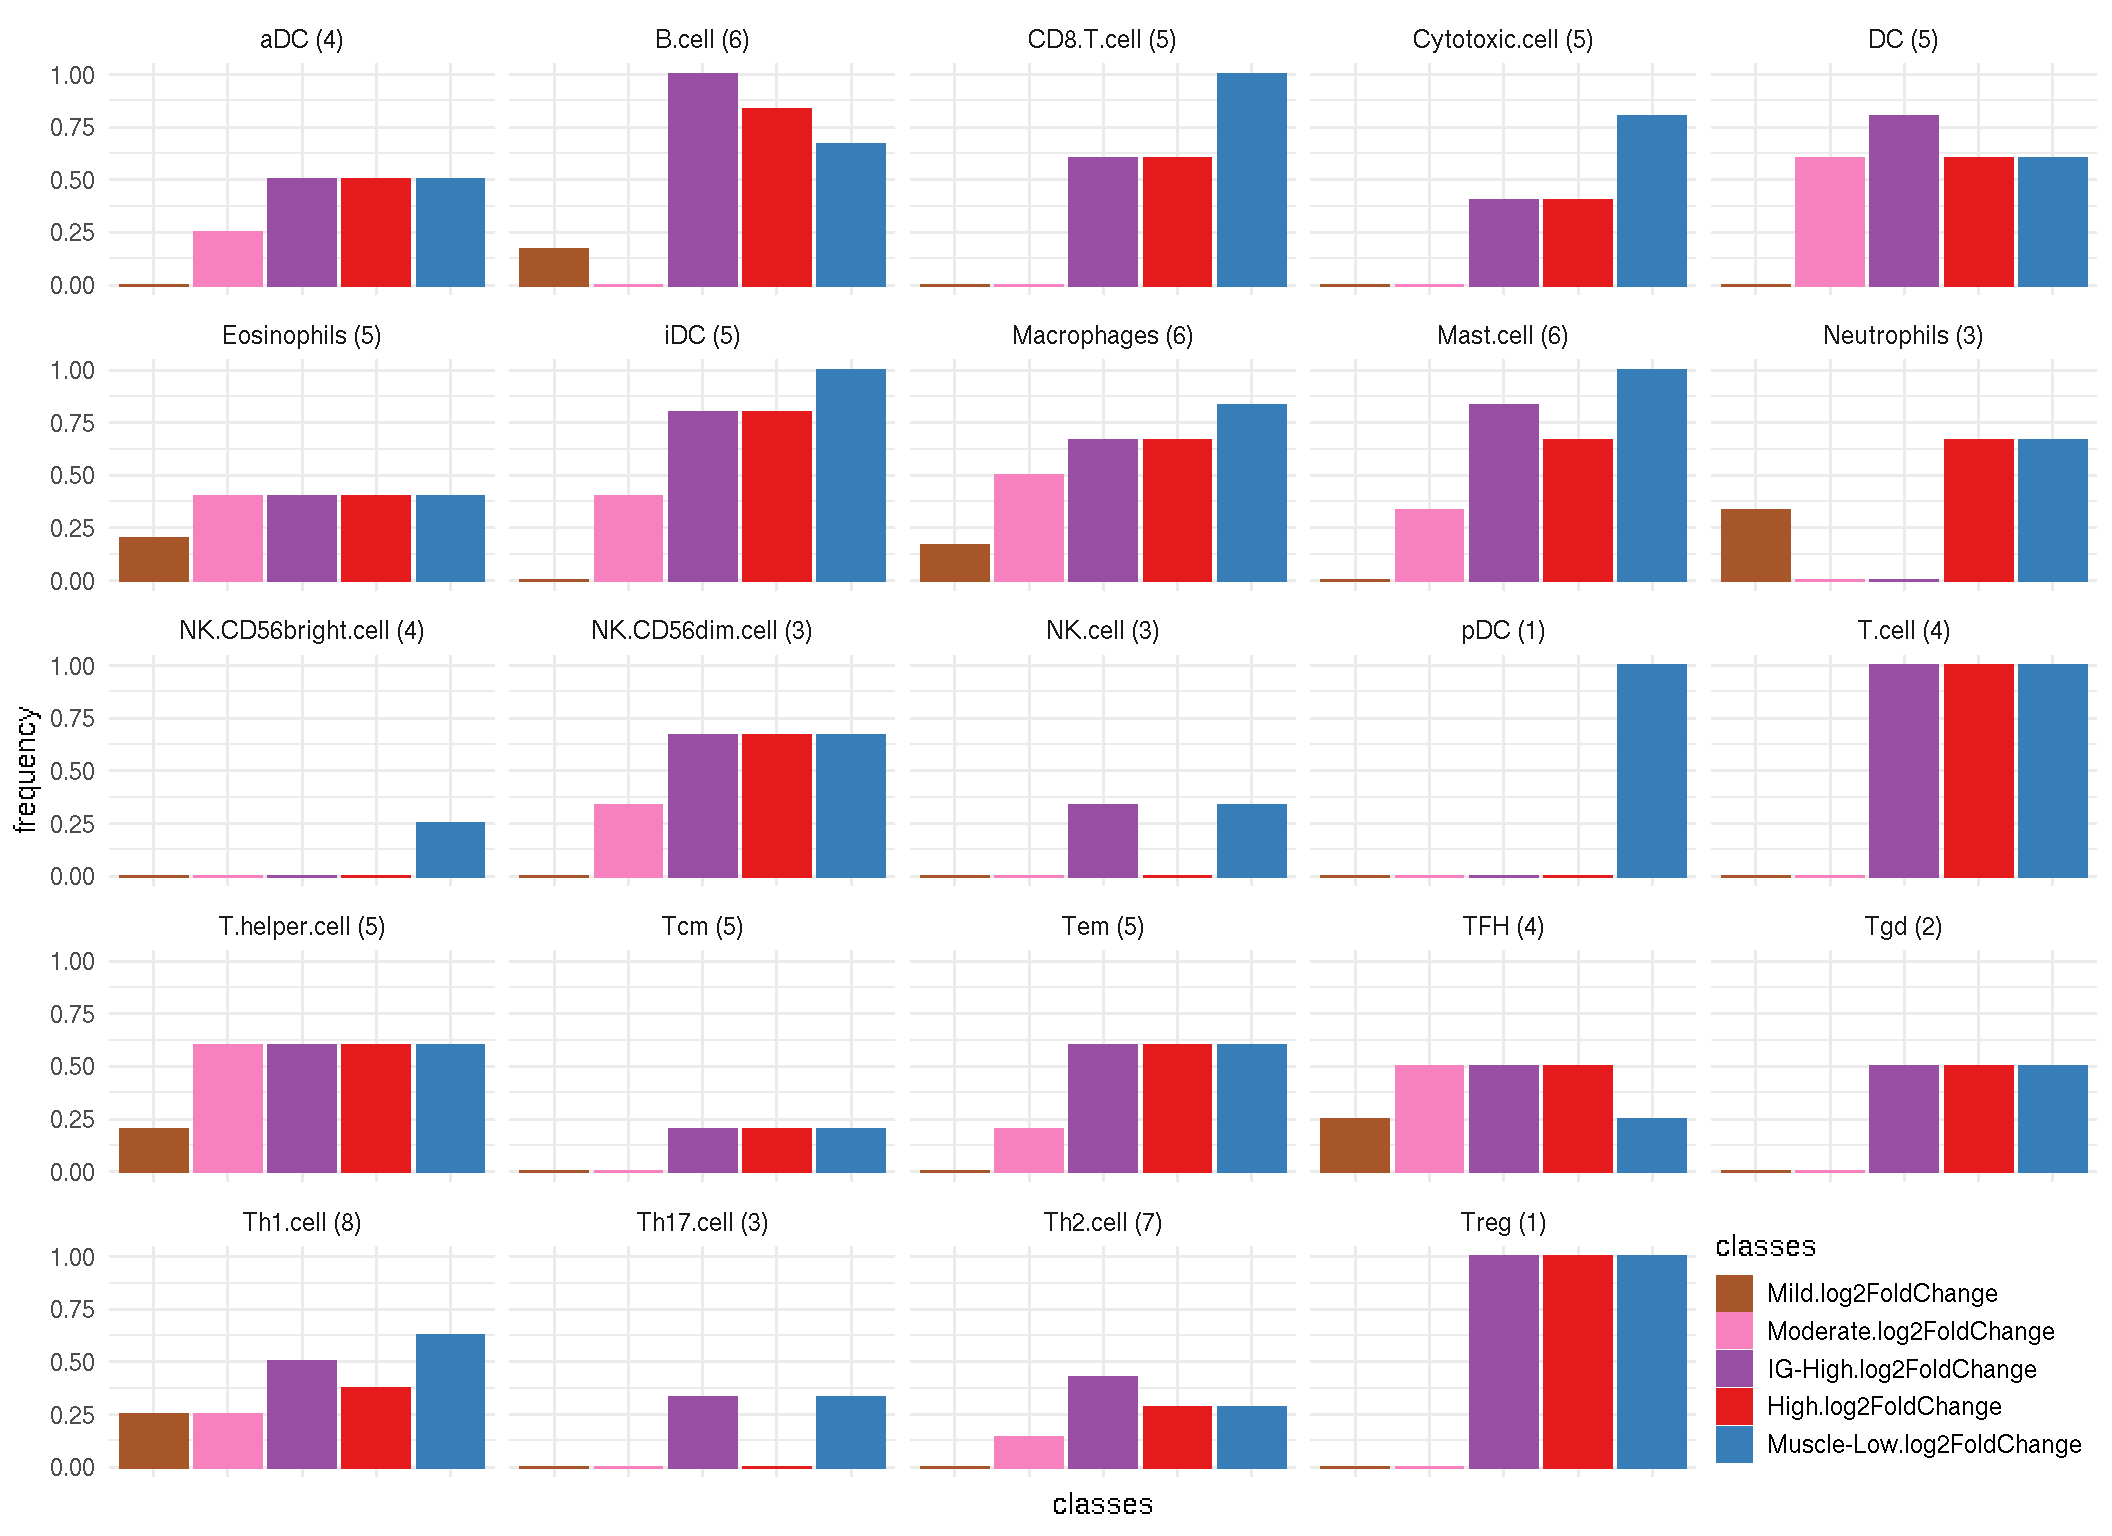 aDC (4) B.cell (6) CD8.T.cell (5) Cytotoxic.cell (5) DC (5)
1.00
0.75
0.50
0.25
0.00
Eosinophils (5) iDC (5) Macrophages (6) Mast.cell (6) Neutrophils (3)
1.00
0.75
0.50
0.25
0.00
NK.CD56bright.cell (4) NK.CD56dim.cell (3) NK.cell (3) pDC (1) T.cell (4)
1.00
0.75
0.50
0.25
0.00
frequency
T.helper.cell (5) Tcm (5) Tem (5) TFH (4) Tgd (2)
1.00
0.75
0.50
0.25
0.00
Th1.cell (8) Th17.cell (3) Th2.cell (7) Treg (1)
1.00
0.75
0.50
0.25
0.00
classes
Mild.log2FoldChange
Moderate.log2FoldChange
IG-High.log2FoldChange
High.log2FoldChange
Muscle-Low.log2FoldChange
classes